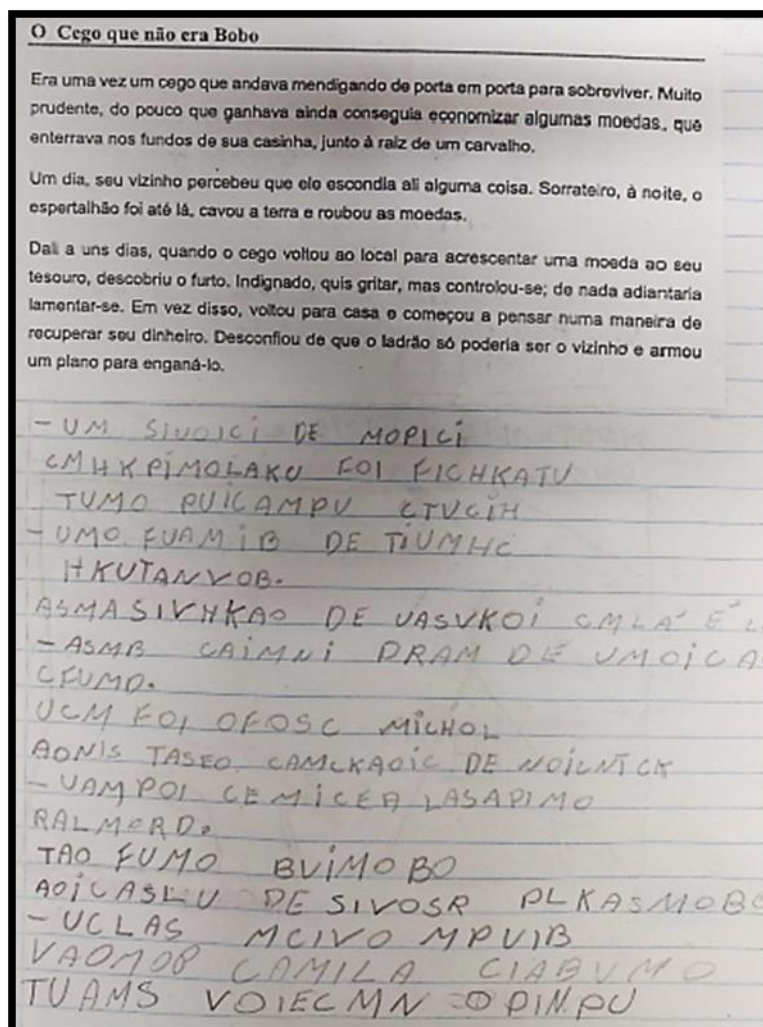 O Cego que não era Bobo
Era uma vez um cego que andava mendigando de porta em porta para sobreviver. Muito
prudente, do pouco que ganhava ainda conseguia economizar algumas moedas, que
enterrava nos fundos de sua casinha, junto à raiz de um carvalho.
Um dia, seu vizinho percebeu que ele escondia ali alguma coisa. Sorrateiro, à noite, o
espertalhão foi até lá, cavou a terra e roubou as moedas.
Dali a uns dias, quando o cego voltou ao local para acrescentar uma moeda ao seu
tesouro, descobriu o furto. Indignado, quis gritar, mas controlou-se; de nada adiantaria
lamentar-se. Em vez disso, voltou para casa e começou a pensar numa maneira de
recuperar seu dinheiro. Desconfiou de que o ladrão só poderia ser o vizinho e armou
um plano para enganá-lo.
- UM SIVOICI DE MOPICI
CMHKPIMOLAKU FOI FICHKATU
TUMO PUICAMPU CTUCIH
- UMO FUAMIB DE TIUMHC
HKUTANVOB.
ASMASIVHKAO DE VASVKOI CMLA' É
- ASMB CAIMNI DRAM DE UMOICA
CFUMD.
UCM FOI OFOSC MICHOL
AONIS TASEO CAMCKAOIC DE NOICNTCK
- VAMPOI CEMICEA LASAPIMO
RALMORD.
TAO FUMO BVIMOBO
AOICASLU DE SIVOSR PLKASMOBO
- UCLAS MCIVO MPUIB
VAOMOB CAMILA CIABVMO
TUAMS VOIECMN OPINPU